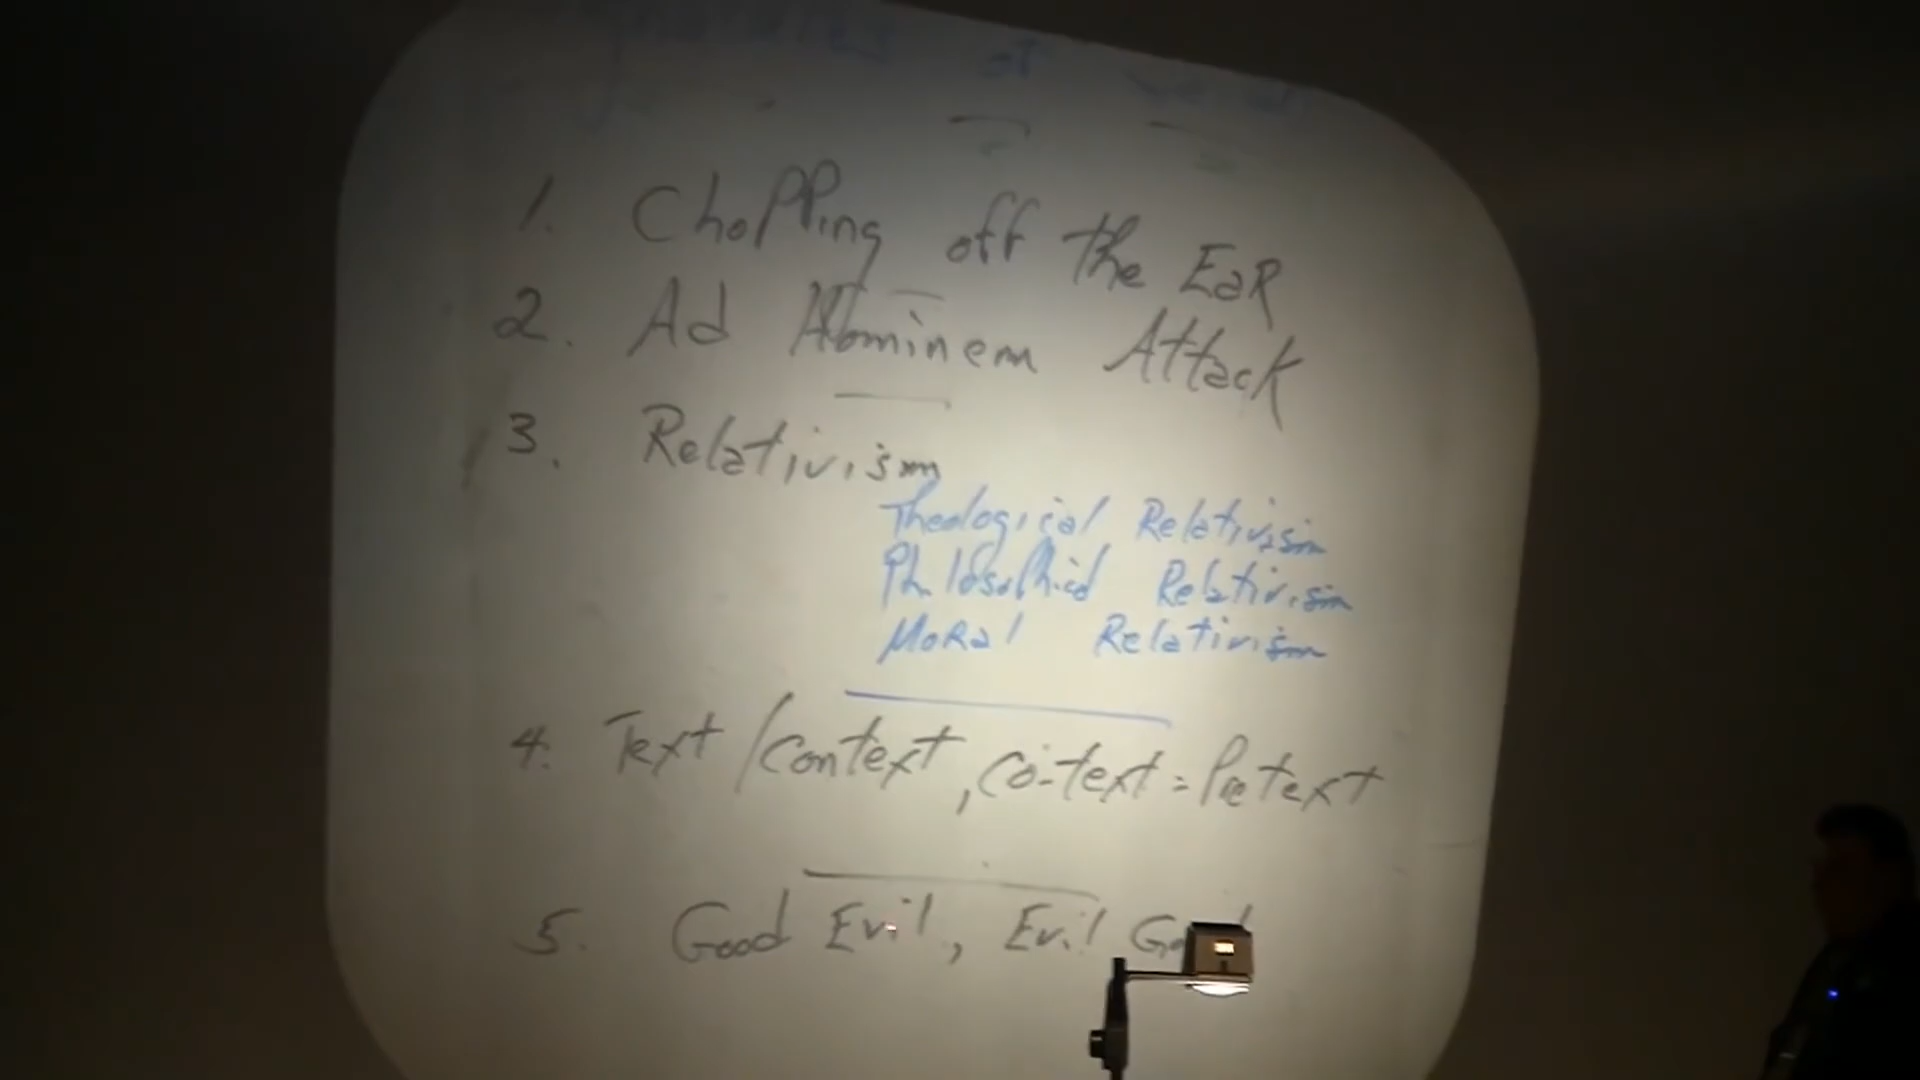 of
1. Chopping off the EaR
2. Ad Hominem Attack
3. Relativism
Theological Relativism
Philosophical Relativism
Moral Relativism
4. Text / Context, Co-text = Pretext
5. Good Evil, Evil